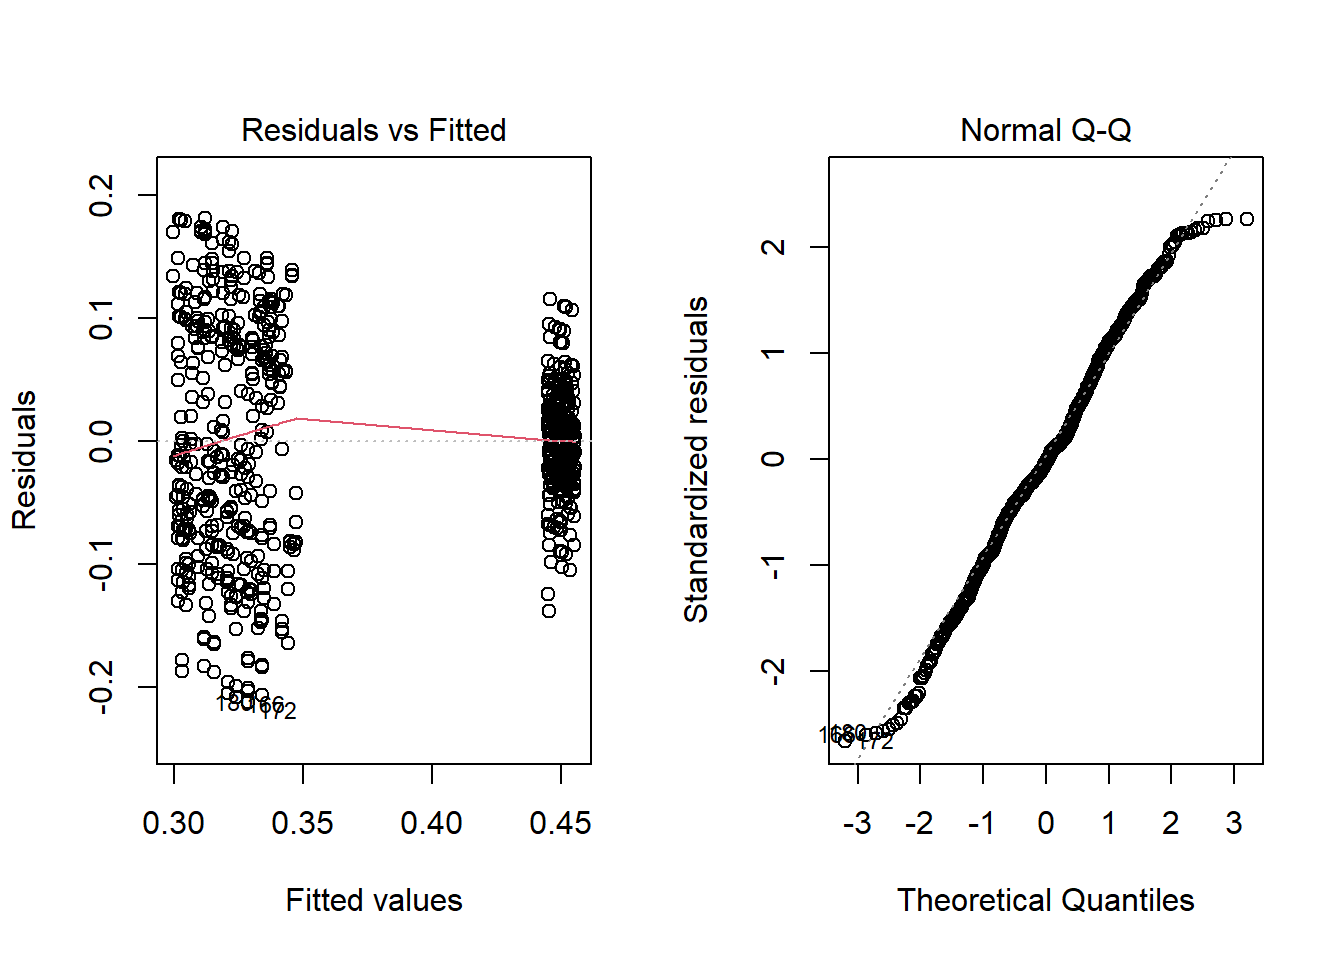 Residuals vs Fitted
Residuals
0.2
0.1
0.0
-0.1
-0.2
180
166
172
0.30 0.35 0.40 0.45
Fitted values
Normal Q-Q
Standardized residuals
2
1
0
-1
-2
172
-3 -2 -1 0 1 2 3
Theoretical Quantiles